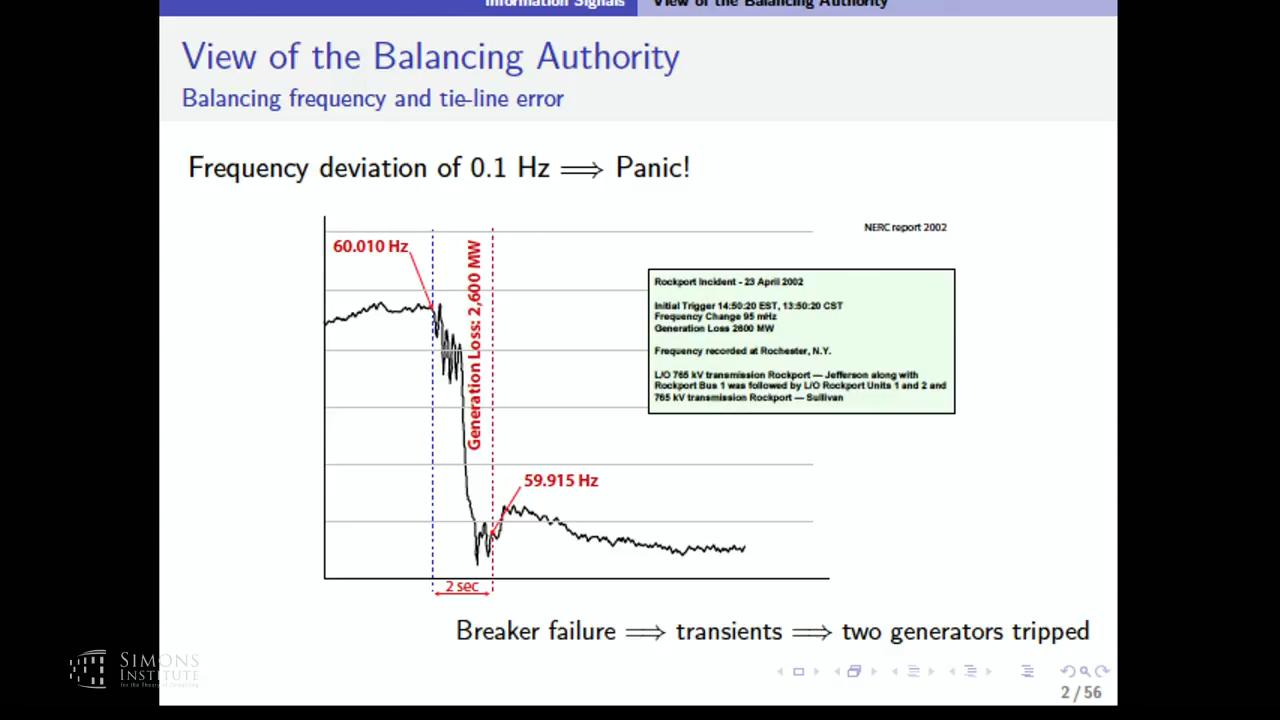 Information Signals View of the Balancing Authority
View of the Balancing Authority
Balancing frequency and tie-line error
Frequency deviation of 0.1 Hz ⟹ Panic!
NERC report 2002
60.010 Hz
Generation Loss: 2,600 MW
Rockport Incident - 23 April 2002
Initial Trigger 14:50:20 EST, 13:50:20 CST
Frequency Change 95 mHz
Generation Loss 2600 MW
Frequency recorded at Rochester, N.Y.
L/O 765 kV transmission Rockport — Jefferson along with
Rockport Bus 1 was followed by L/O Rockport Units 1 and 2 and
765 kV transmission Rockport — Sullivan
59.915 Hz
2 sec
Breaker failure ⟹ transients ⟹ two generators tripped
SIMONS
INSTITUTE
for the Theory of Computing
2 / 56